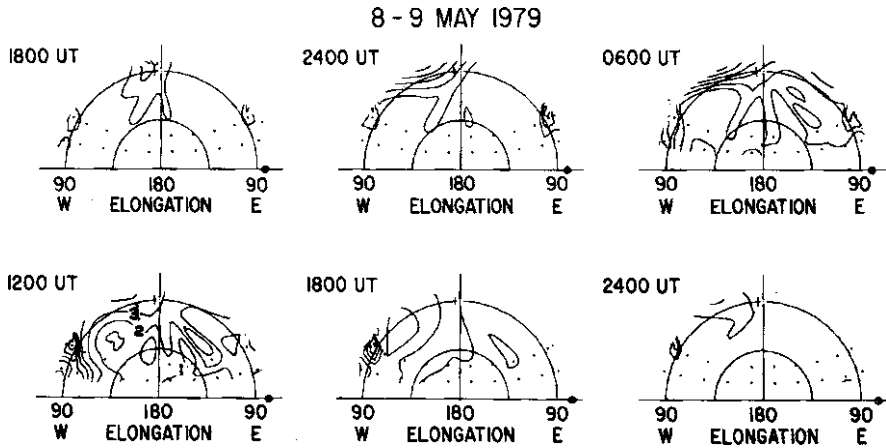 8 - 9 MAY 1979
1800 UT
2400 UT
0600 UT
90 180 90
W ELONGATION E
90 180 90
W ELONGATION E
90 180 90
W ELONGATION E
1200 UT
1800 UT
2400 UT
2
90 180 90
W ELONGATION E
90 180 90
W ELONGATION E
90 180 90
W ELONGATION E